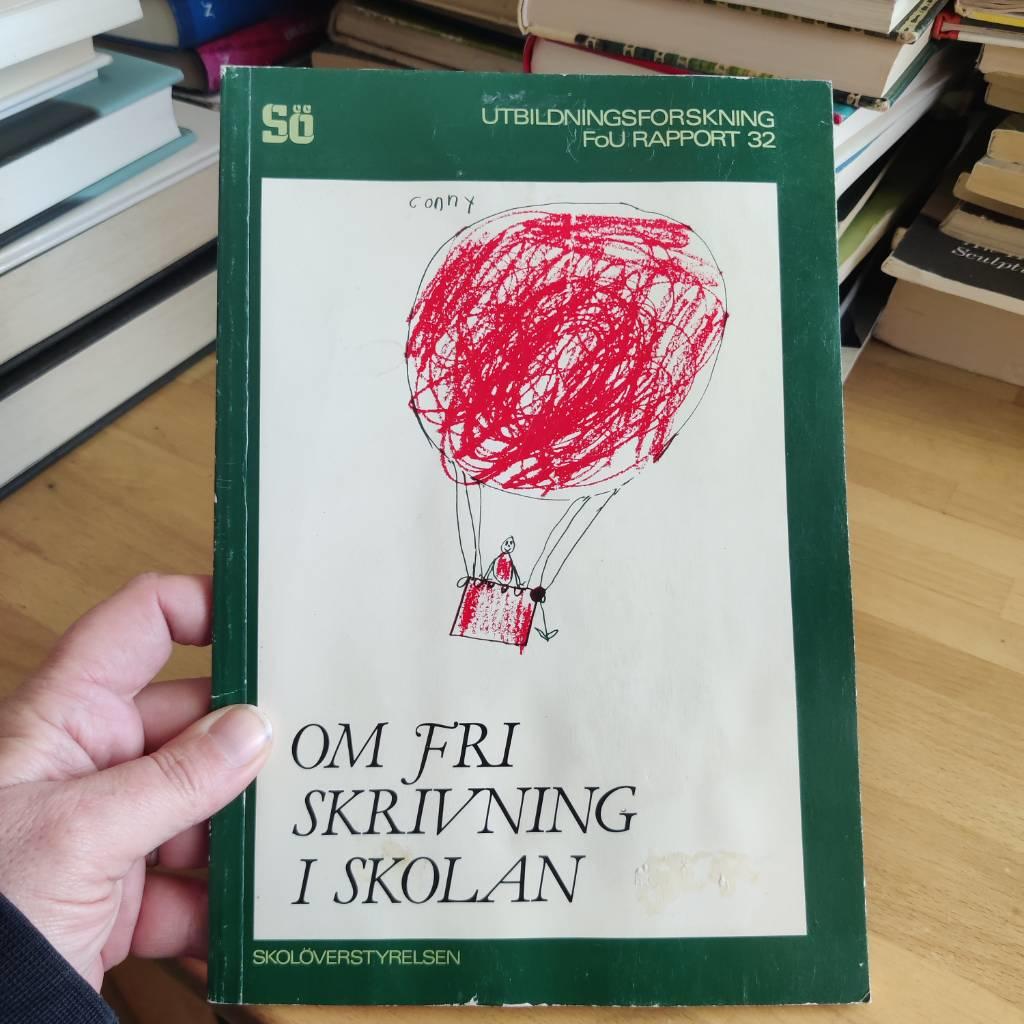 SÖ
UTBILDNINGSFORSKNING
FoU RAPPORT 32
conny
OM FRI
SKRIVNING
I SKOLAN
SKOLÖVERSTYRELSEN